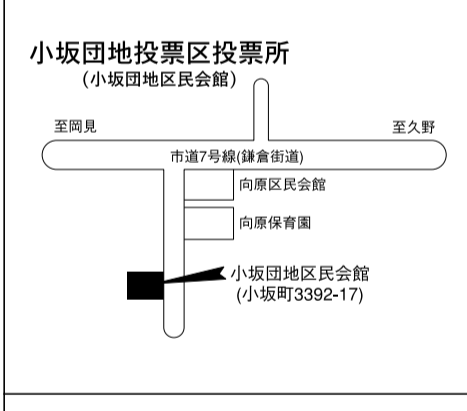 小坂団地投票区投票所
(小坂団地区民会館)
至岡見
至久野
市道7号線(鎌倉街道)
向原区民会館
向原保育園
小坂団地区民会館
(小坂町3392-17)